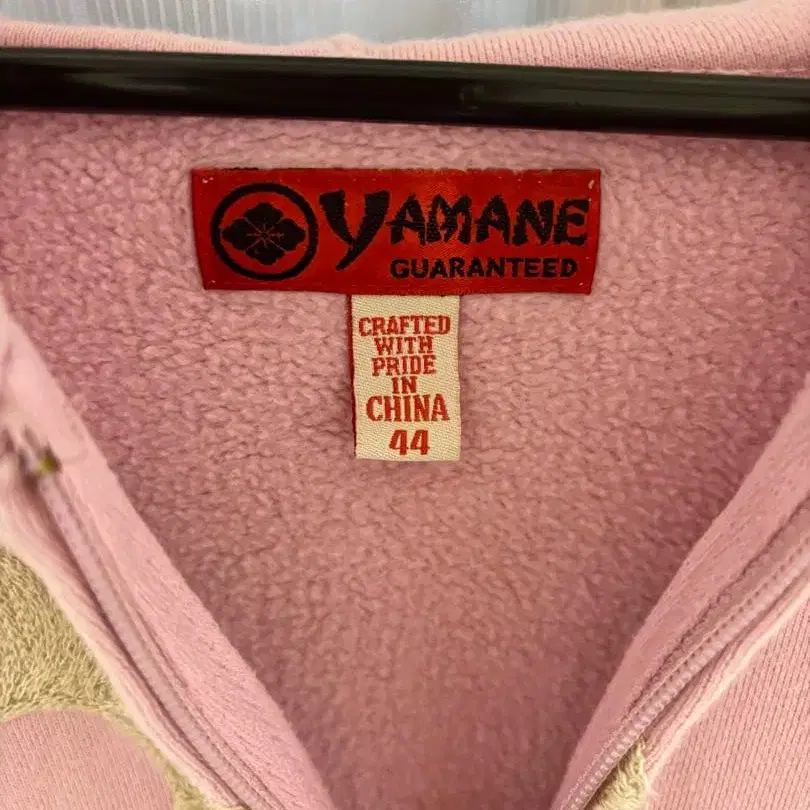 YAMANE
GUARANTEED
CRAFTED
WITH
PRIDE
IN
CHINA
44